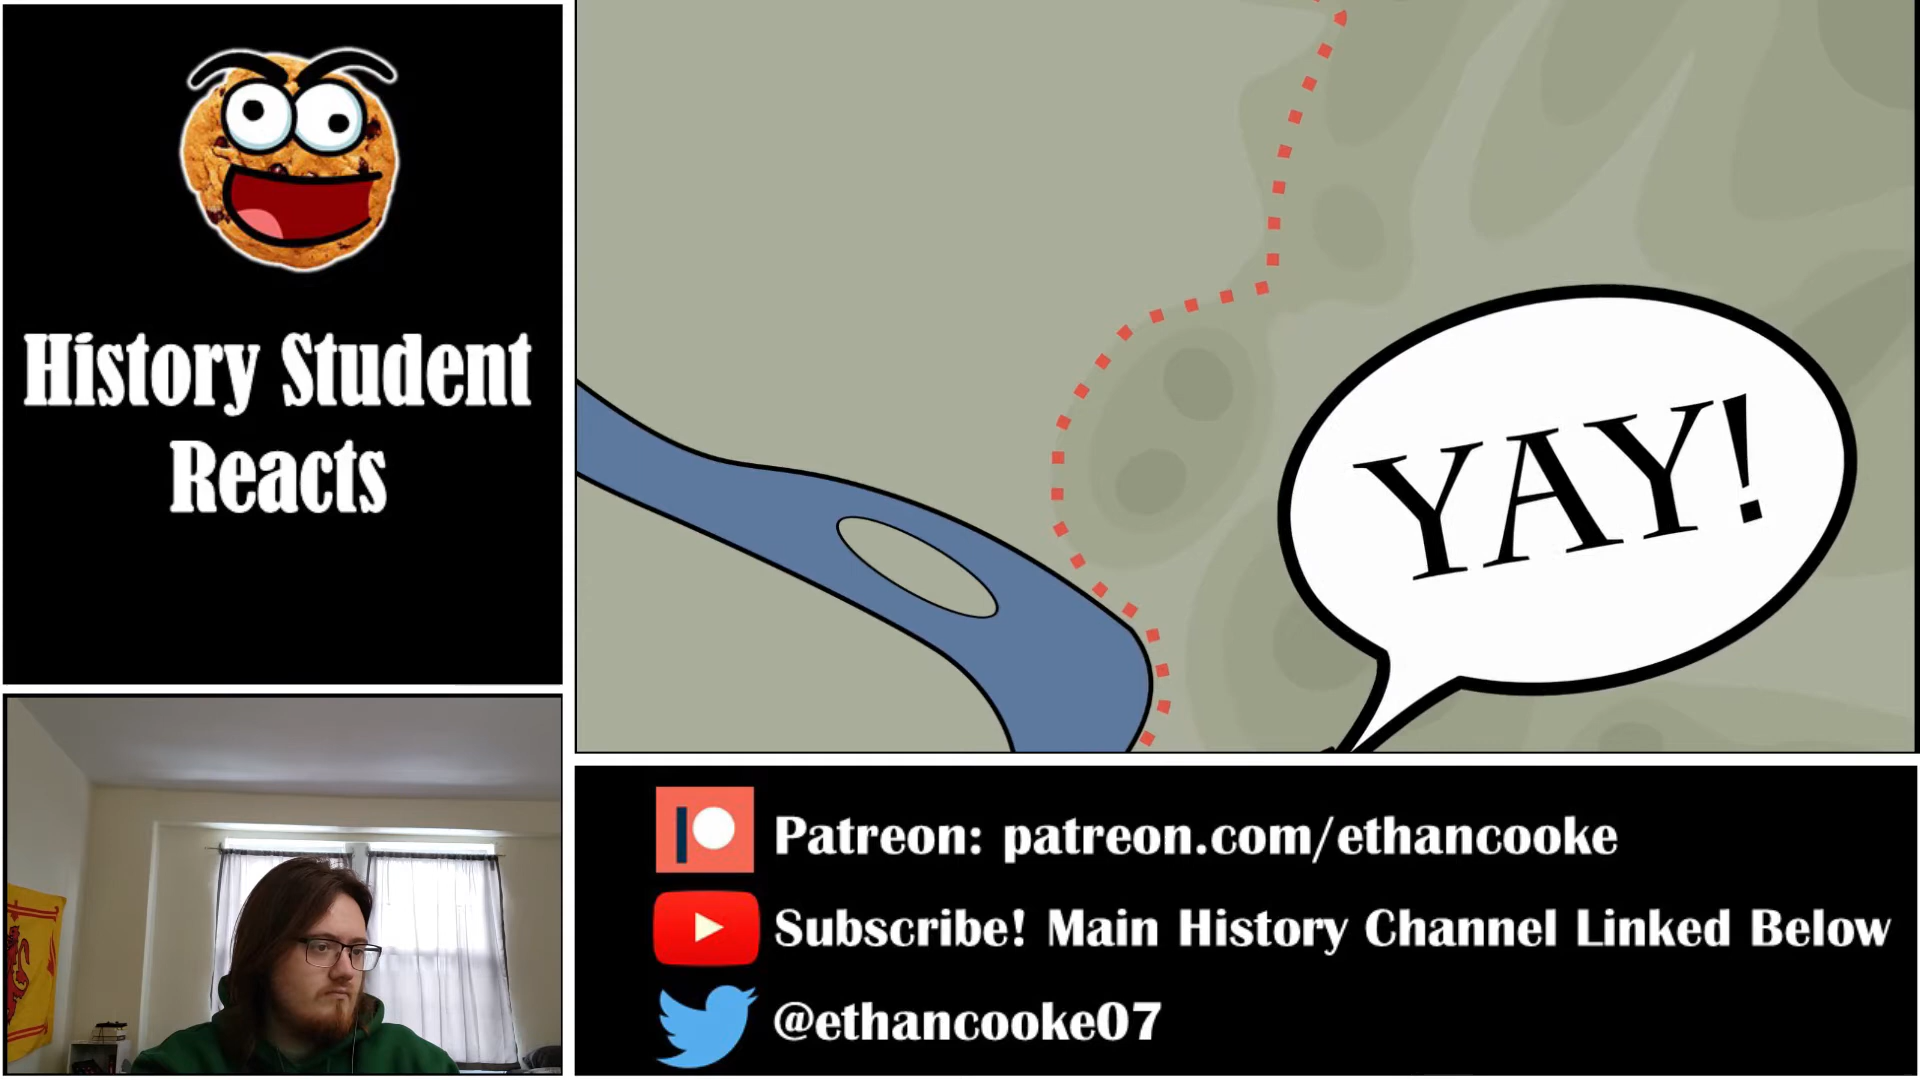 History Student
Reacts
YAY!
Patreon: patreon.com/ethancooke
Subscribe! Main History Channel Linked Below
@ethancooke07